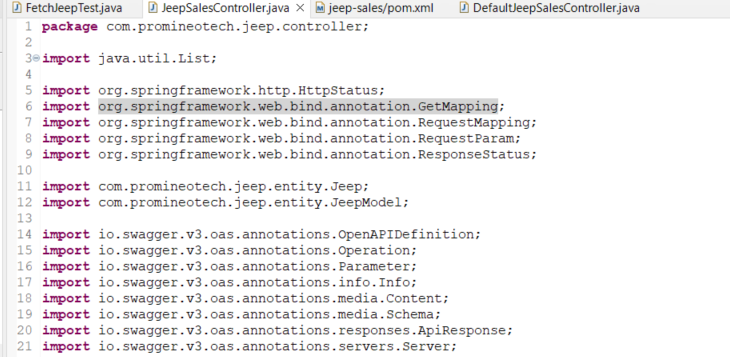 FetchJeepTest.java JeepSalesController.java jeep-sales/pom.xml DefaultJeepSalesController.java
1 package com.promineotech.jeep.controller;
2
3 import java.util.List;
4
5 import org.springframework.http.HttpStatus;
6 import org.springframework.web.bind.annotation.GetMapping;
7 import org.springframework.web.bind.annotation.RequestMapping;
8 import org.springframework.web.bind.annotation.RequestParam;
9 import org.springframework.web.bind.annotation.ResponseStatus;
10
11 import com.promineotech.jeep.entity.Jeep;
12 import com.promineotech.jeep.entity.JeepModel;
13
14 import io.swagger.v3.oas.annotations.OpenAPIDefinition;
15 import io.swagger.v3.oas.annotations.Operation;
16 import io.swagger.v3.oas.annotations.Parameter;
17 import io.swagger.v3.oas.annotations.info.Info;
18 import io.swagger.v3.oas.annotations.media.Content;
19 import io.swagger.v3.oas.annotations.media.Schema;
20 import io.swagger.v3.oas.annotations.responses.ApiResponse;
21 import io.swagger.v3.oas.annotations.servers.Server;